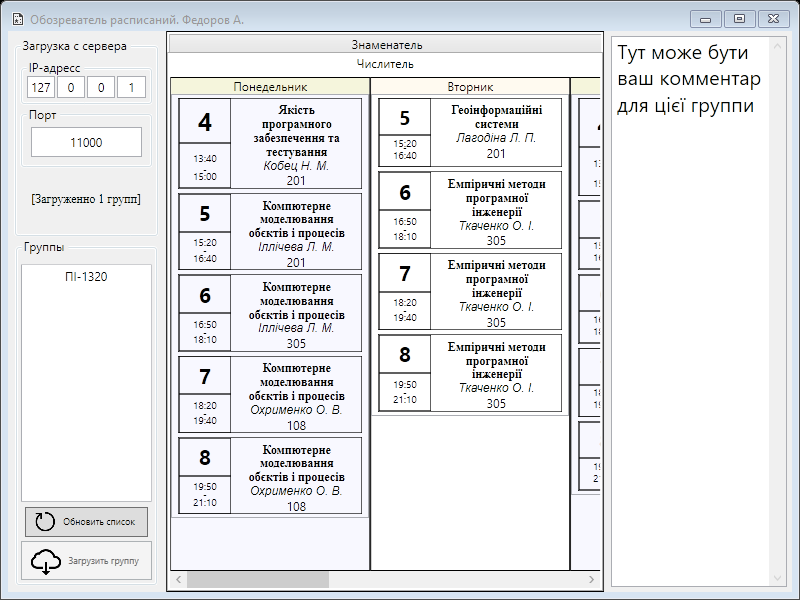 Обозреватель расписаний. Федоров А.
Загрузка с сервера
IP-адресс
127 0 0 1
Порт
11000
[Загруженно 1 групп]
Группы
ПІ-1320
Обновить список
Загрузить группу
Знаменатель
Числитель
Понедельник
4
13:40
-
15:00
Якість
програмного
забезпечення та
тестування
Кобец Н. М.
201
5
15:20
-
16:40
Компютерне
моделювання
обєктів і процесів
Іллічева Л. М.
201
6
16:50
-
18:10
Компютерне
моделювання
обєктів і процесів
Іллічева Л. М.
305
7
18:20
-
19:40
Компютерне
моделювання
обєктів і процесів
Охрименко О. В.
108
8
19:50
-
21:10
Компютерне
моделювання
обєктів і процесів
Охрименко О. В.
108
Вторник
5
15:20
16:40
Геоінформаційні
системи
Лагодіна Л. П.
201
6
16:50
-
18:10
Емпіричні методи
програмної
інженерії
Ткаченко О. І.
305
7
18:20
-
19:40
Емпіричні методи
програмної
інженерії
Ткаченко О. І.
305
8
19:50
-
21:10
Емпіричні методи
програмної
інженерії
Ткаченко О. І.
305
Тут може бути
ваш комментар
для цієї группи